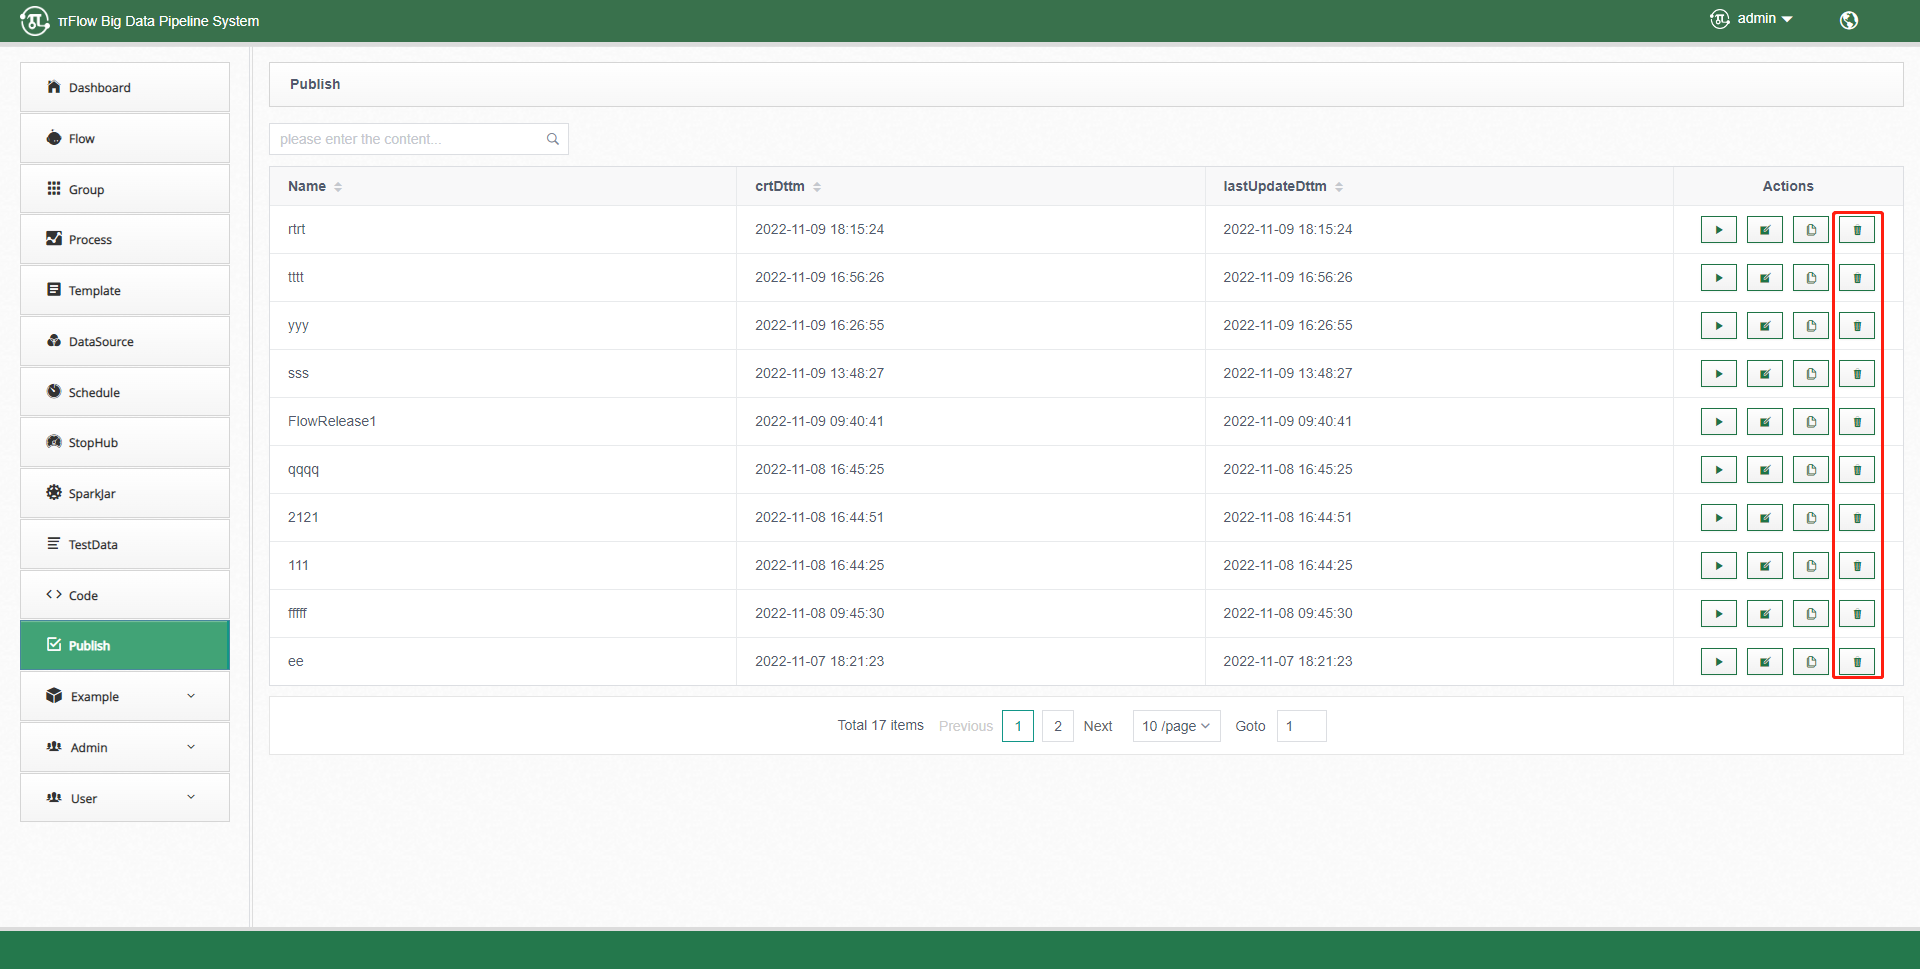 πFlow Big Data Pipeline System
admin
Dashboard
Flow
Group
Process
Template
DataSource
Schedule
StopHub
SparkJar
TestData
Code
Publish
Example
Admin
User
Publish
please enter the content...
Name crtDttm lastUpdateDttm Actions
rtrt 2022-11-09 18:15:24 2022-11-09 18:15:24
tttt 2022-11-09 16:56:26 2022-11-09 16:56:26
yyy 2022-11-09 16:26:55 2022-11-09 16:26:55
sss 2022-11-09 13:48:27 2022-11-09 13:48:27
FlowRelease1 2022-11-09 09:40:41 2022-11-09 09:40:41
qqqq 2022-11-08 16:45:25 2022-11-08 16:45:25
2121 2022-11-08 16:44:51 2022-11-08 16:44:51
111 2022-11-08 16:44:25 2022-11-08 16:44:25
fffff 2022-11-08 09:45:30 2022-11-08 09:45:30
ee 2022-11-07 18:21:23 2022-11-07 18:21:23
Total 17 items Previous 1 2 Next 10 /page Goto 1